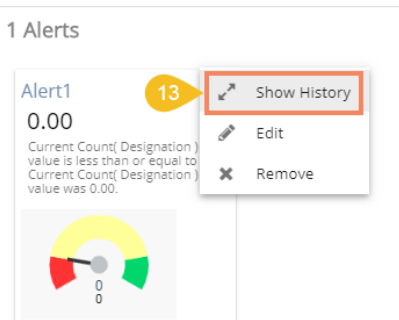 1 Alerts
Alert1
13
Show History
0.00
Edit
Current Count( Designation )
value is less than or equal to
Current Count( Designation )
value was 0.00.
Remove
0
0